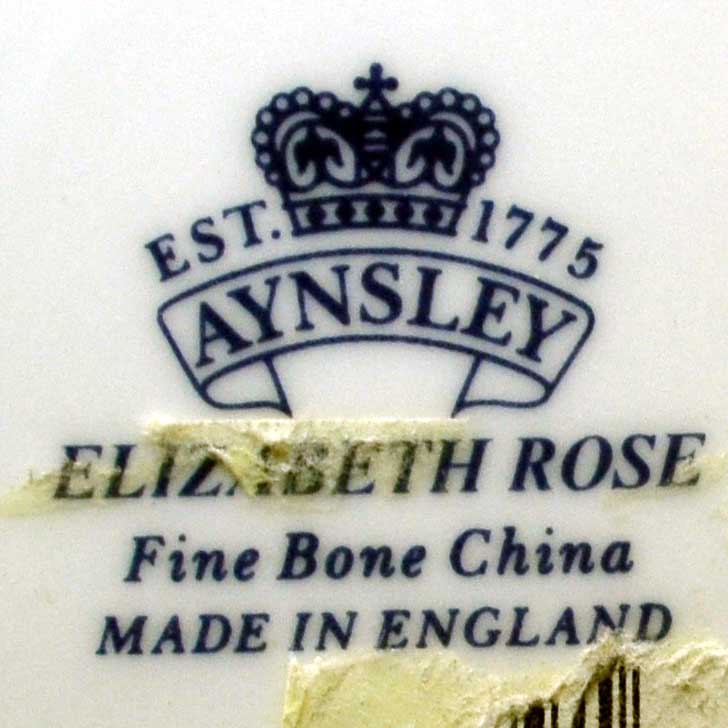 EST. 1775
AYNSLEY
ELIZABETH ROSE
Fine Bone China
MADE IN ENGLAND